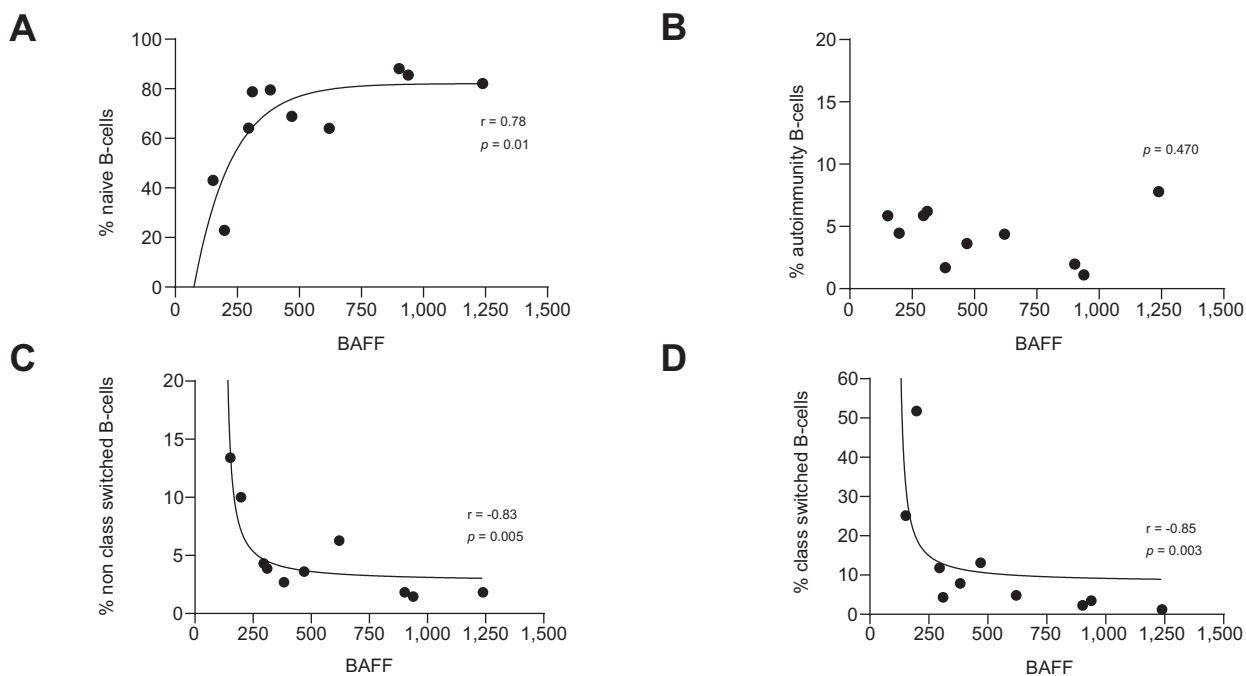 A
100
80
60
40
20
0
% naive B-cells
r = 0.78
p = 0.01
0 250 500 750 1,000 1,250 1,500
BAFF
B
20
15
10
5
0
% autoimmunity B-cells
p = 0.470
0 250 500 750 1,000 1,250 1,500
BAFF
C
20
15
10
5
0
% non class switched B-cells
r = -0.83
p = 0.005
0 250 500 750 1,000 1,250 1,500
BAFF
D
60
50
40
30
20
10
0
% class switched B-cells
r = -0.85
p = 0.003
0 250 500 750 1,000 1,250 1,500
BAFF